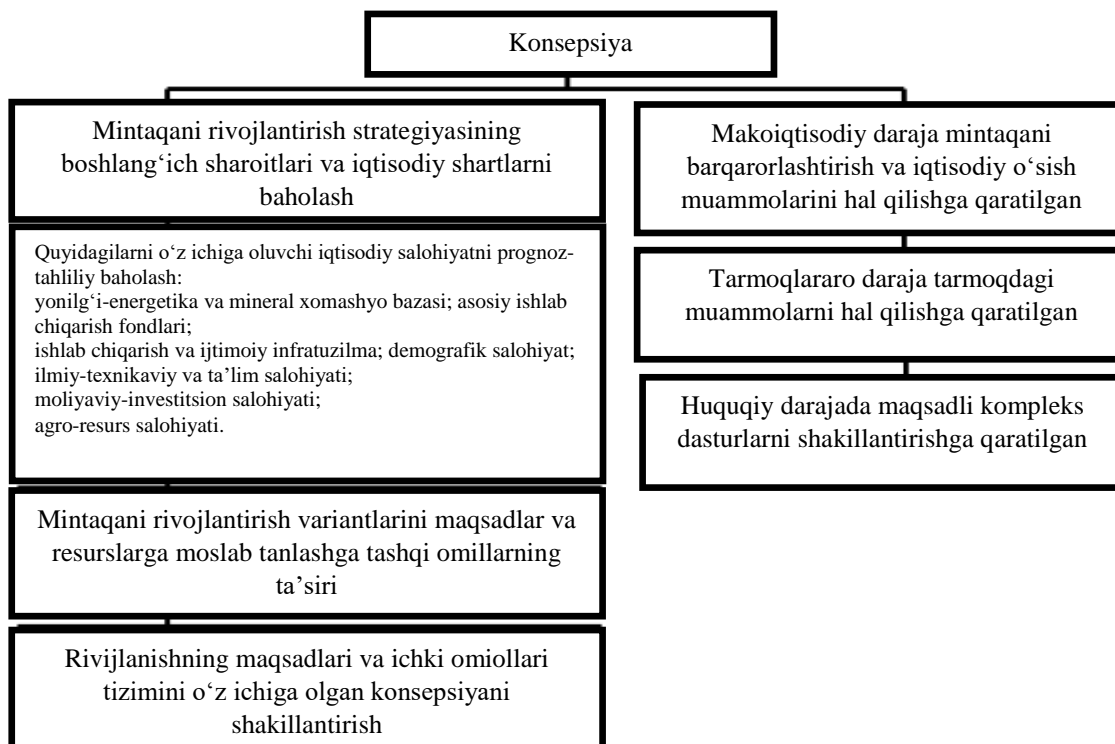 Konsepsiya
Mintaqani rivojlantirish strategiyasining
boshlang‘ich sharoitlari va iqtisodiy shartlarni
baholash
Quyidagilarni o‘z ichiga oluvchi iqtisodiy salohiyatni prognoz-
tahliliy baholash:
yonilg‘i-energetika va mineral xomashyo bazasi; asosiy ishlab
chiqarish fondlari;
ishlab chiqarish va ijtimoiy infratuzilma; demografik salohiyat;
ilmiy-texnikaviy va ta’lim salohiyati;
moliyaviy-investitsion salohiyati;
agro-resurs salohiyati.
Mintaqani rivojlantirish variantlarini maqsadlar va
resurslarga moslab tanlashga tashqi omillarning
ta’siri
Rivijlanishning maqsadlari va ichki omiollari
tizimini o‘z ichiga olgan konsepsiyani
shakillantirish
Makoiqtisodiy daraja mintaqani
barqarorlashtirish va iqtisodiy o‘sish
muammolarini hal qilishga qaratilgan
Tarmoqlararo daraja tarmoqdagi
muammolarni hal qilishga qaratilgan
Huquqiy darajada maqsadli kompleks
dasturlarni shakillantirishga qaratilgan